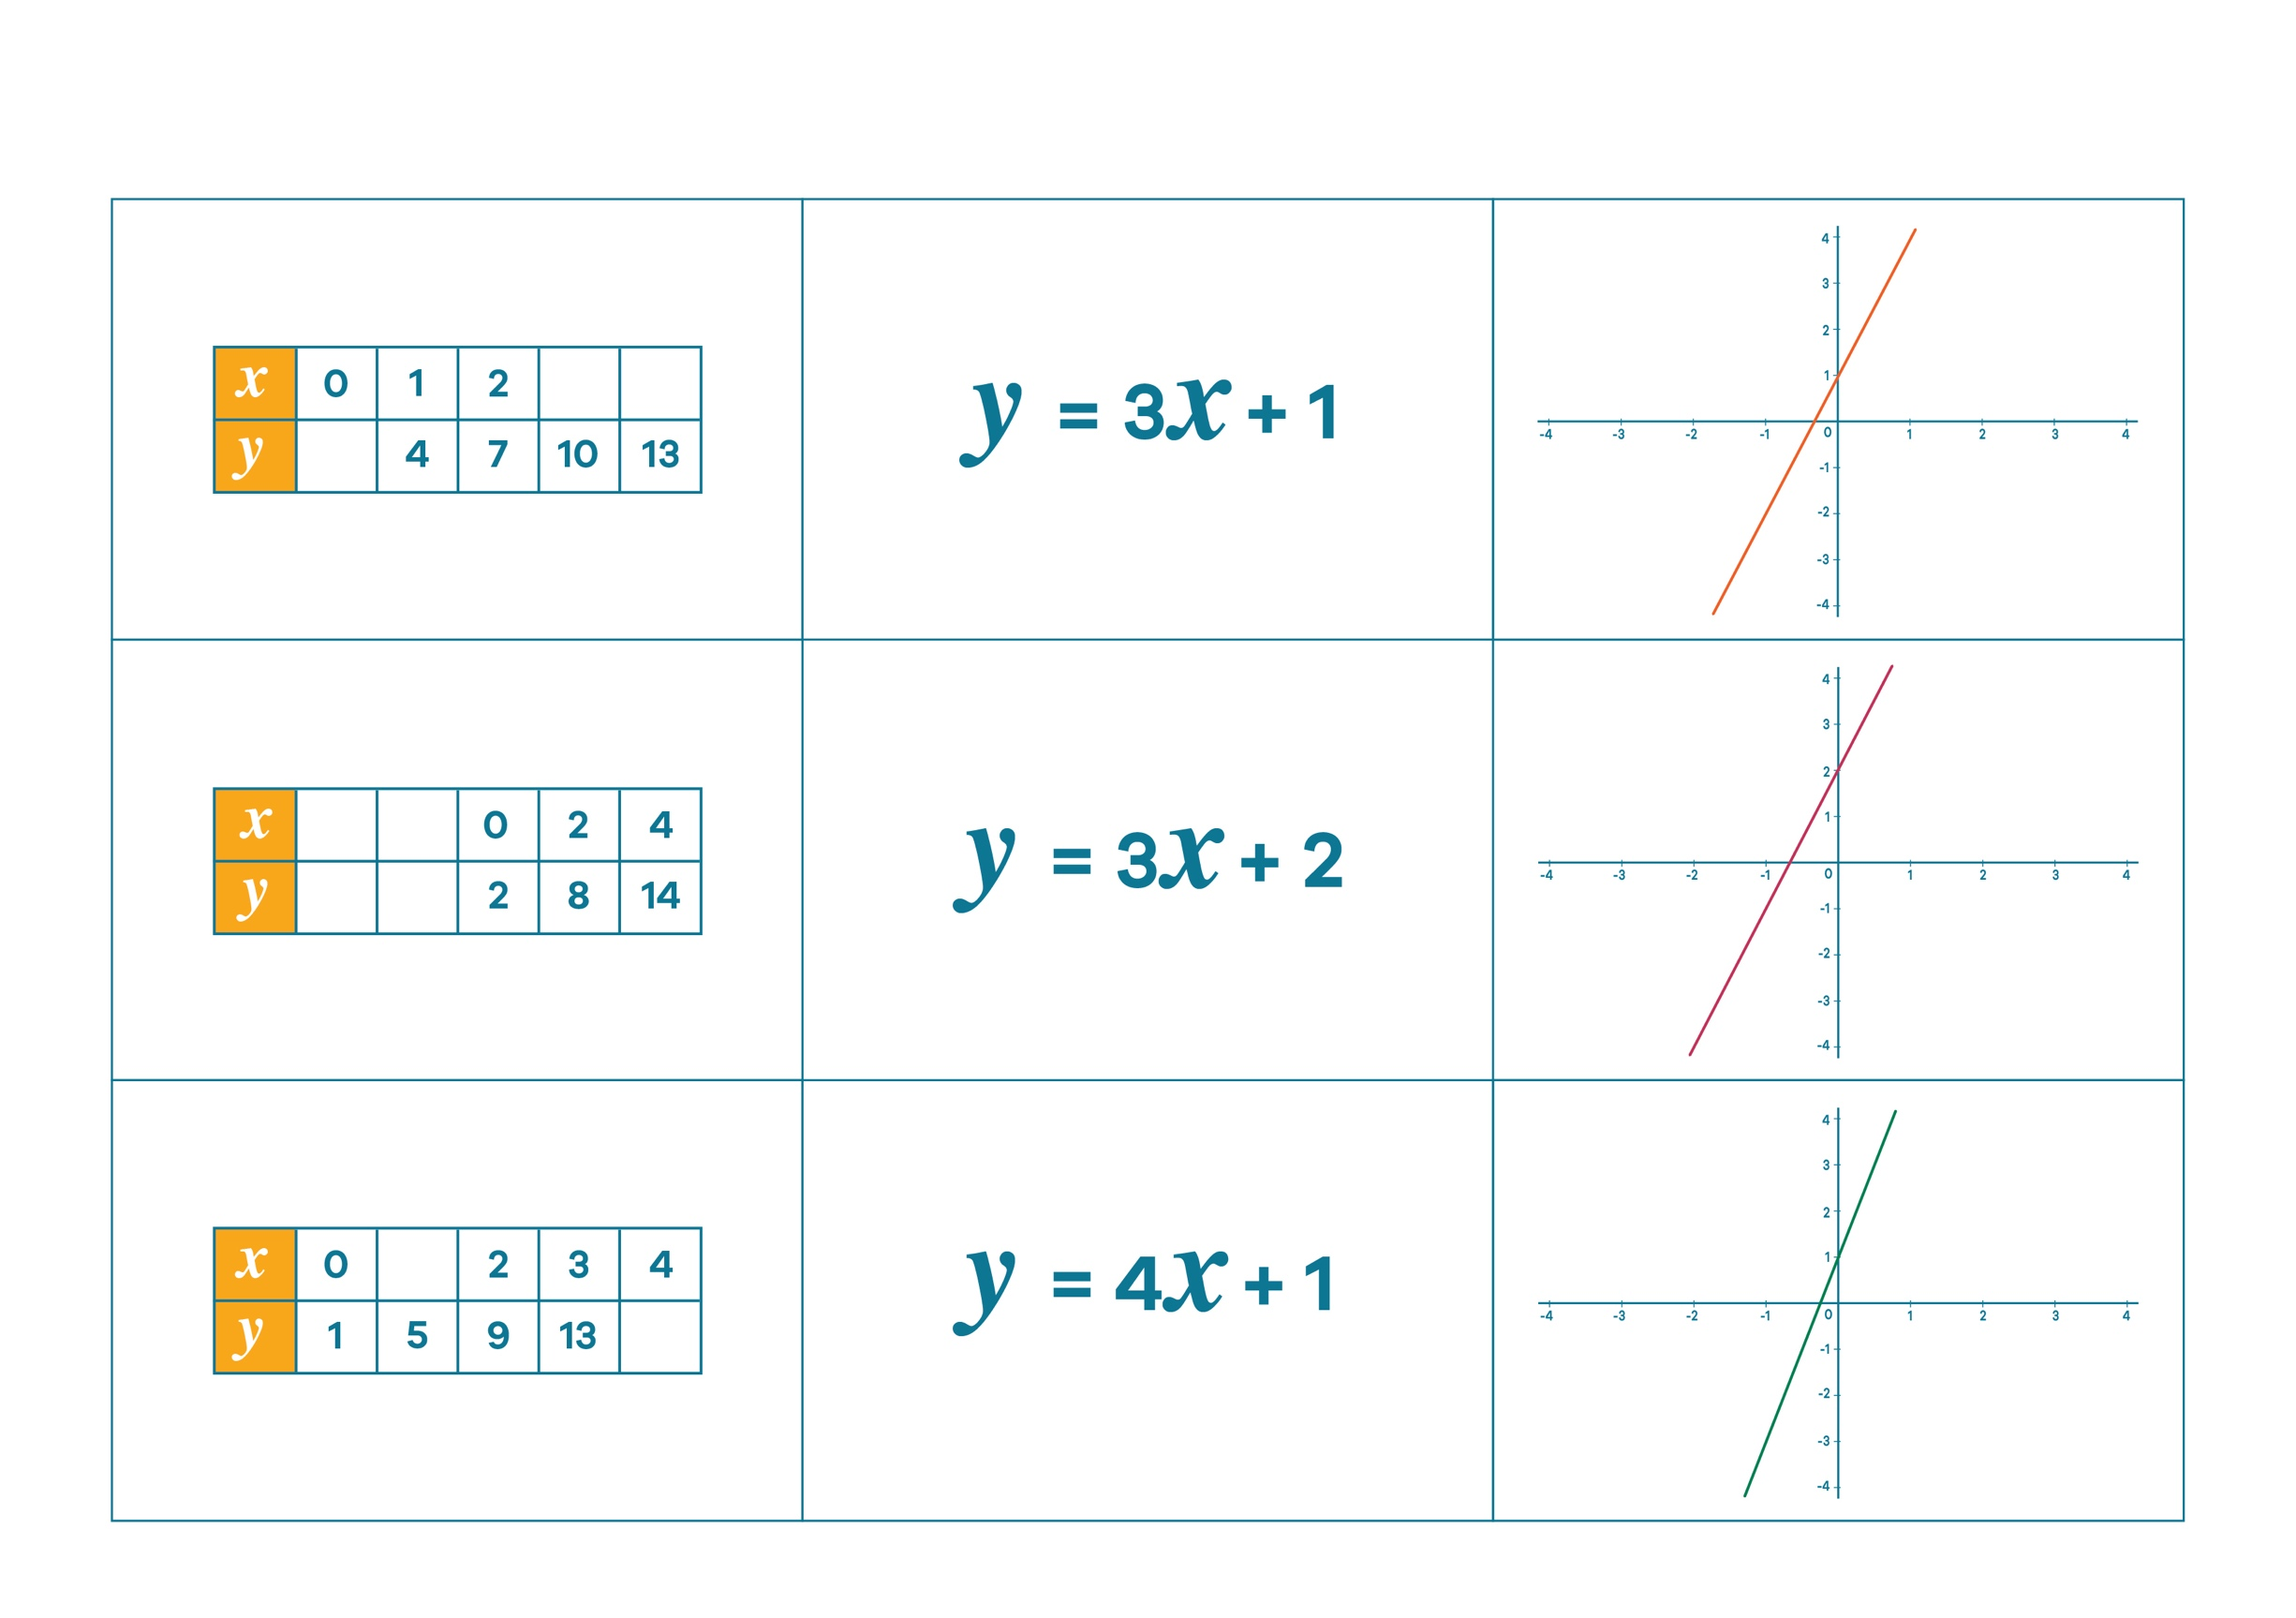 x 0 1 2
y 4 7 10 13
y = 3x + 1
4
3
2
1
-4 -3 -2 -1 0 1 2 3 4
-1
-2
-3
-4
x 0 2 4
y 2 8 14
y = 3x + 2
4
3
2
1
-4 -3 -2 -1 0 1 2 3 4
-1
-2
-3
-4
x 0 2 3 4
y 1 5 9 13
y = 4x + 1
4
3
2
1
-4 -3 -2 -1 0 1 2 3 4
-1
-2
-3
-4